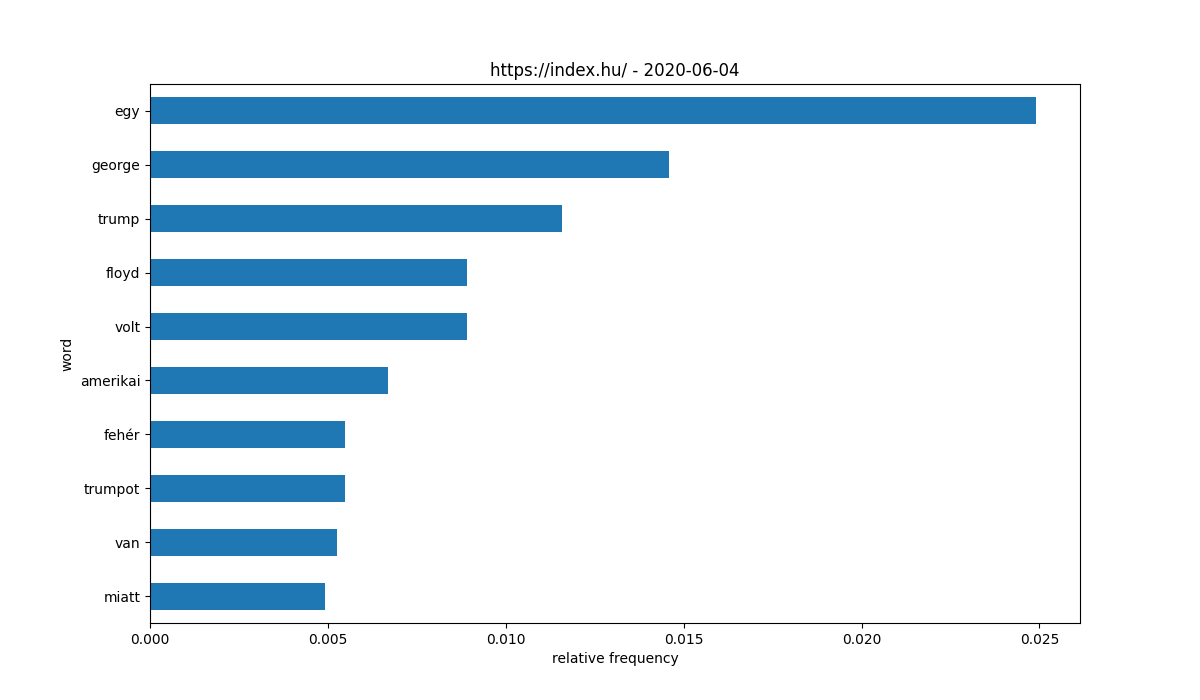 https://index.hu/ - 2020-06-04
egy
george
trump
floyd
volt
amerikai
fehér
trumpot
van
miatt
word
0.000 0.005 0.010 0.015 0.020 0.025
relative frequency